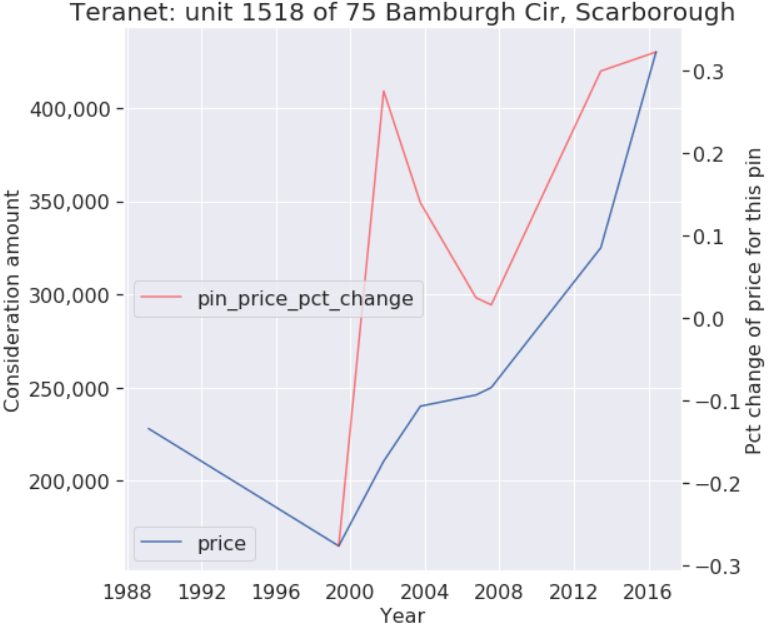 Teranet: unit 1518 of 75 Bamburgh Cir, Scarborough
400,000
350,000
300,000
250,000
200,000
Consideration amount
pin_price_pct_change
price
0.3
0.2
0.1
0.0
−0.1
−0.2
−0.3
Pct change of price for this pin
1988 1992 1996 2000 2004 2008 2012 2016
Year